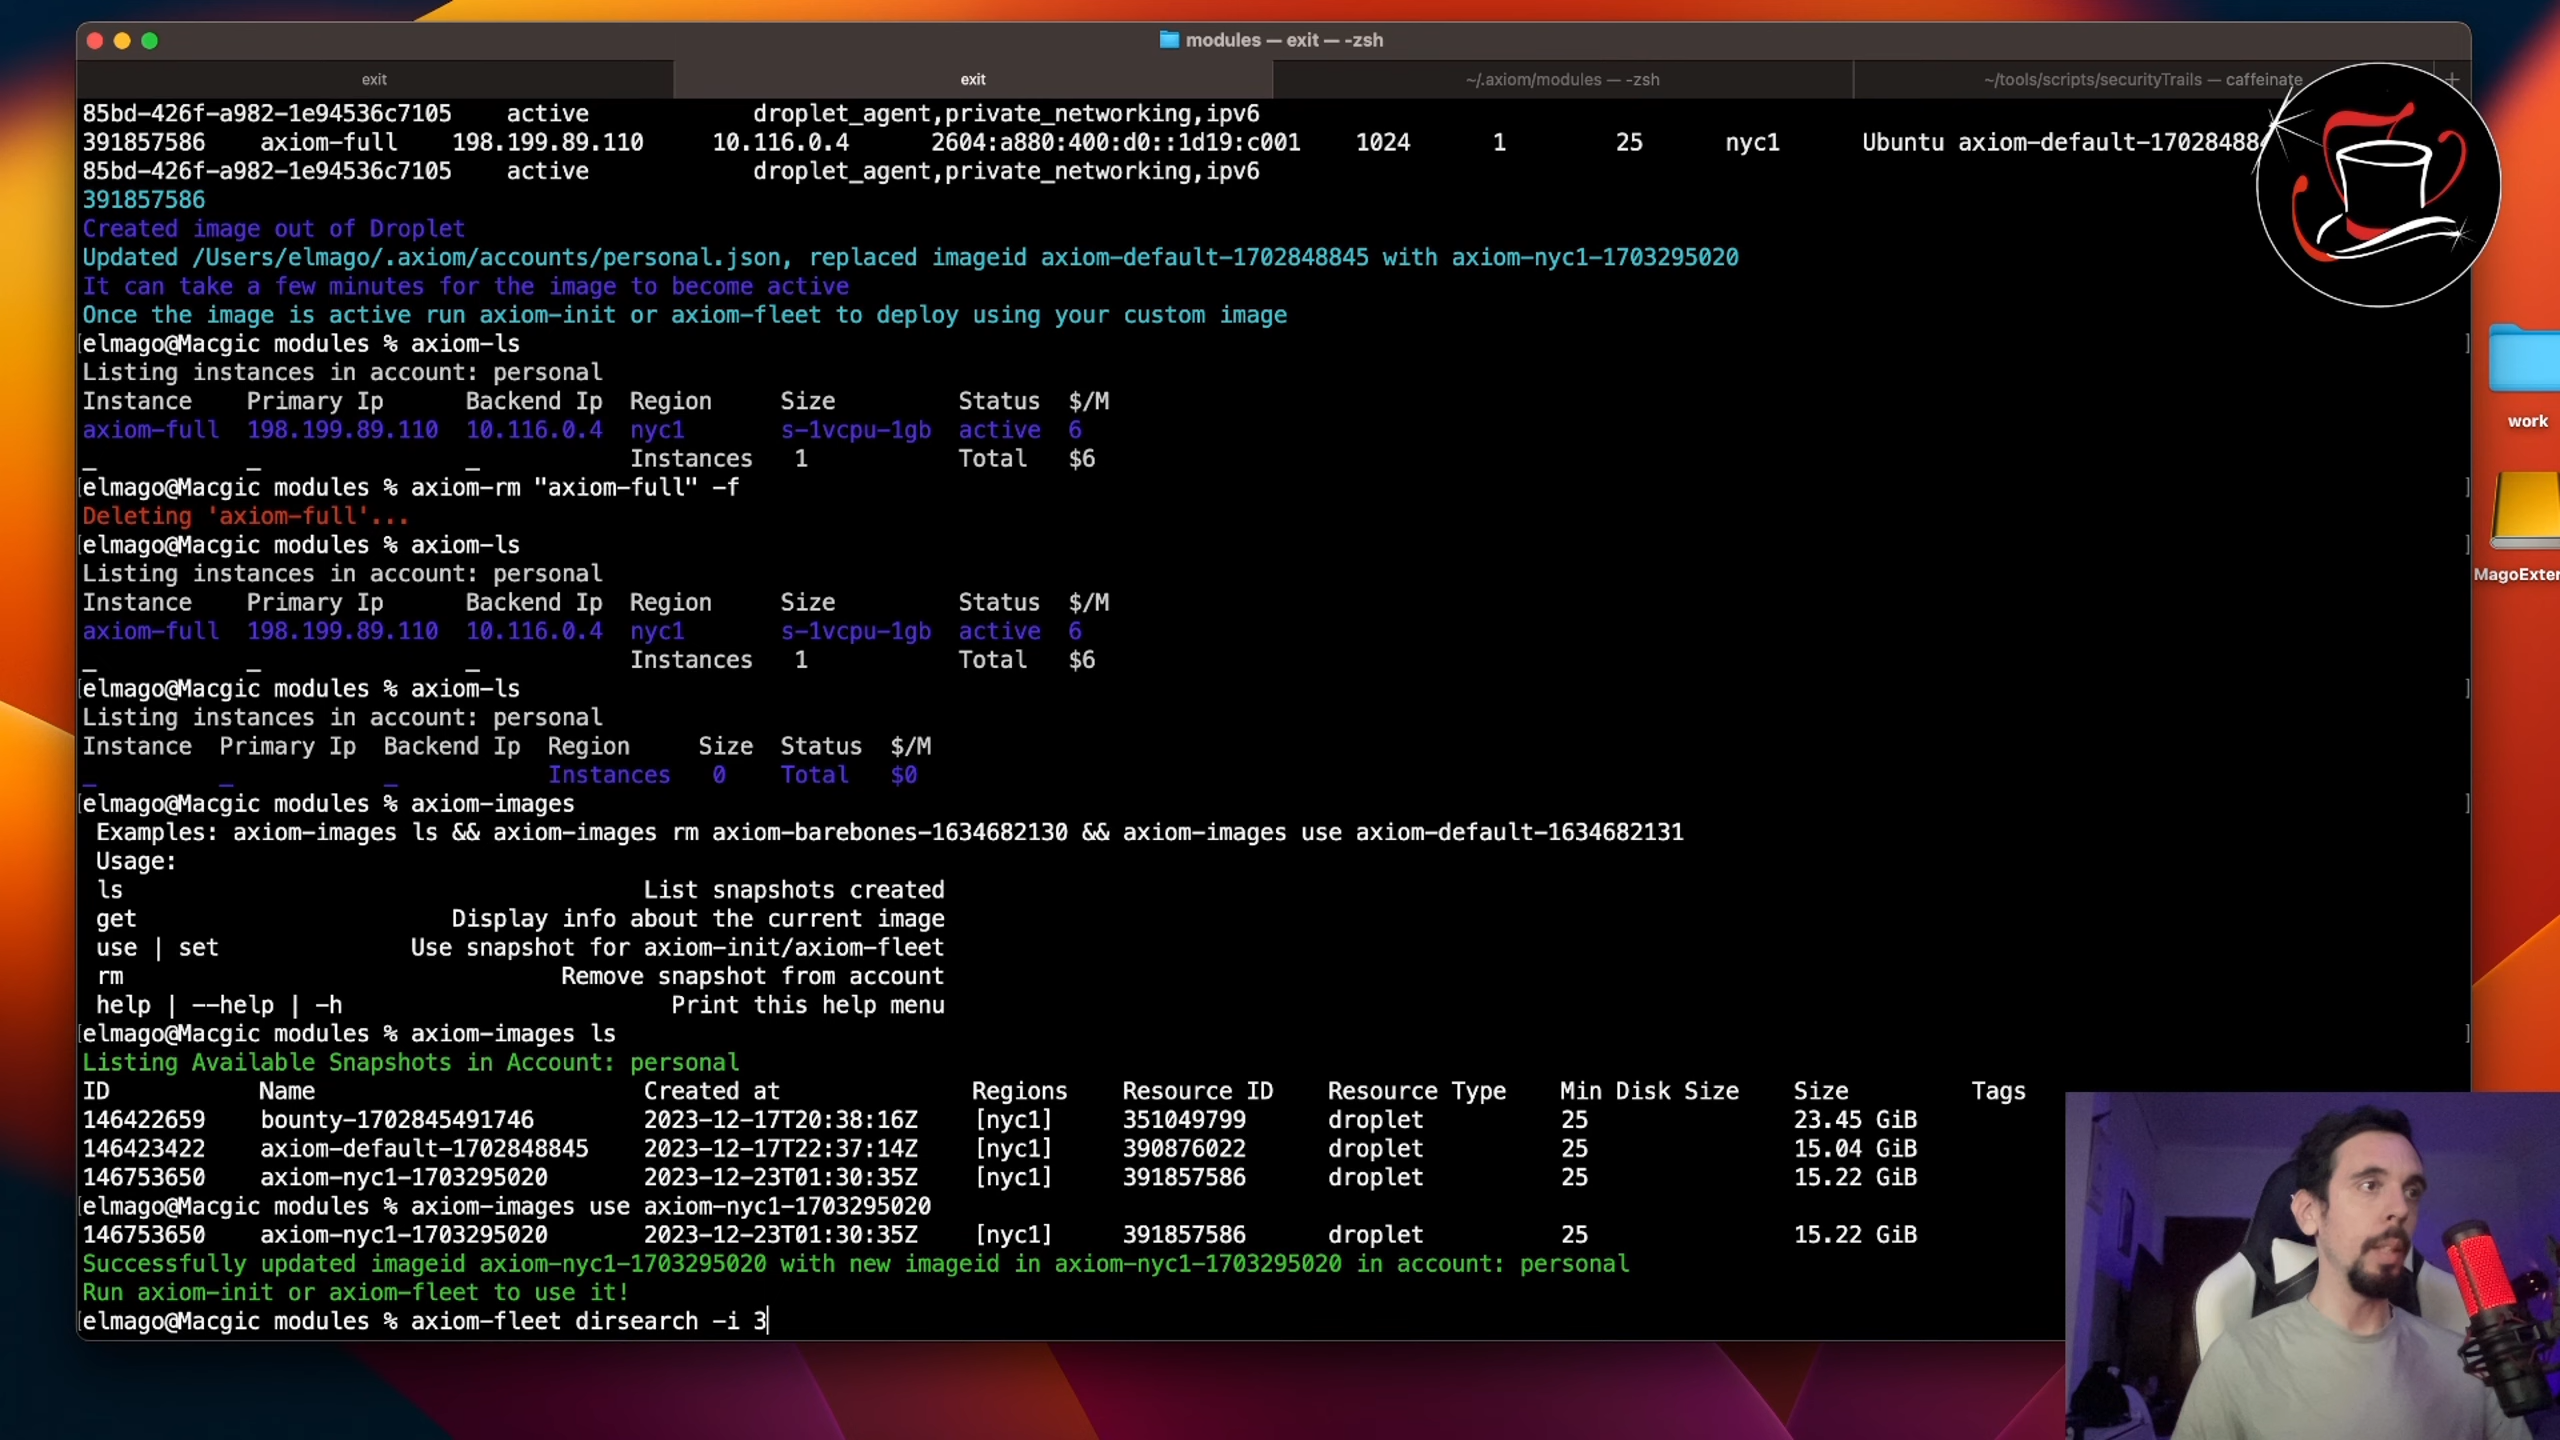 modules — exit — -zsh
exit
exit
~/.axiom/modules — -zsh
~/tools/scripts/securityTrails — caffeinate
85bd-426f-a982-1e94536c7105 active droplet_agent,private_networking,ipv6
391857586 axiom-full 198.199.89.110 10.116.0.4 2604:a880:400:d0::1d19:c001 1024 1 25 nyc1 Ubuntu axiom-default-170284884
85bd-426f-a982-1e94536c7105 active droplet_agent,private_networking,ipv6
391857586
Created image out of Droplet
Updated /Users/elmago/.axiom/accounts/personal.json, replaced imageid axiom-default-1702848845 with axiom-nyc1-1703295020
It can take a few minutes for the image to become active
Once the image is active run axiom-init or axiom-fleet to deploy using your custom image
[elmago@Macgic modules % axiom-ls ]
Listing instances in account: personal
Instance Primary Ip Backend Ip Region Size Status $/M
axiom-full 198.199.89.110 10.116.0.4 nyc1 s-1vcpu-1gb active 6
_ _ _ Instances 1 Total $6
[elmago@Macgic modules % axiom-rm "axiom-full" -f ]
Deleting 'axiom-full'...
[elmago@Macgic modules % axiom-ls ]
Listing instances in account: personal
Instance Primary Ip Backend Ip Region Size Status $/M
axiom-full 198.199.89.110 10.116.0.4 nyc1 s-1vcpu-1gb active 6
_ _ _ Instances 1 Total $6
[elmago@Macgic modules % axiom-ls ]
Listing instances in account: personal
Instance Primary Ip Backend Ip Region Size Status $/M
_ _ _ Instances 0 Total $0
[elmago@Macgic modules % axiom-images ]
Examples: axiom-images ls && axiom-images rm axiom-barebones-1634682130 && axiom-images use axiom-default-1634682131
Usage:
ls List snapshots created
get Display info about the current image
use | set Use snapshot for axiom-init/axiom-fleet
rm Remove snapshot from account
help | --help | -h Print this help menu
[elmago@Macgic modules % axiom-images ls ]
Listing Available Snapshots in Account: personal
ID Name Created at Regions Resource ID Resource Type Min Disk Size Size Tags
146422659 bounty-1702845491746 2023-12-17T20:38:16Z [nyc1] 351049799 droplet 25 23.45 GiB
146423422 axiom-default-1702848845 2023-12-17T22:37:14Z [nyc1] 390876022 droplet 25 15.04 GiB
146753650 axiom-nyc1-1703295020 2023-12-23T01:30:35Z [nyc1] 391857586 droplet 25 15.22 GiB
[elmago@Macgic modules % axiom-images use axiom-nyc1-1703295020
146753650 axiom-nyc1-1703295020 2023-12-23T01:30:35Z [nyc1] 391857586 droplet 25 15.22 GiB
Successfully updated imageid axiom-nyc1-1703295020 with new imageid in axiom-nyc1-1703295020 in account: personal
Run axiom-init or axiom-fleet to use it!
[elmago@Macgic modules % axiom-fleet dirsearch -i 3
work
MagoExter